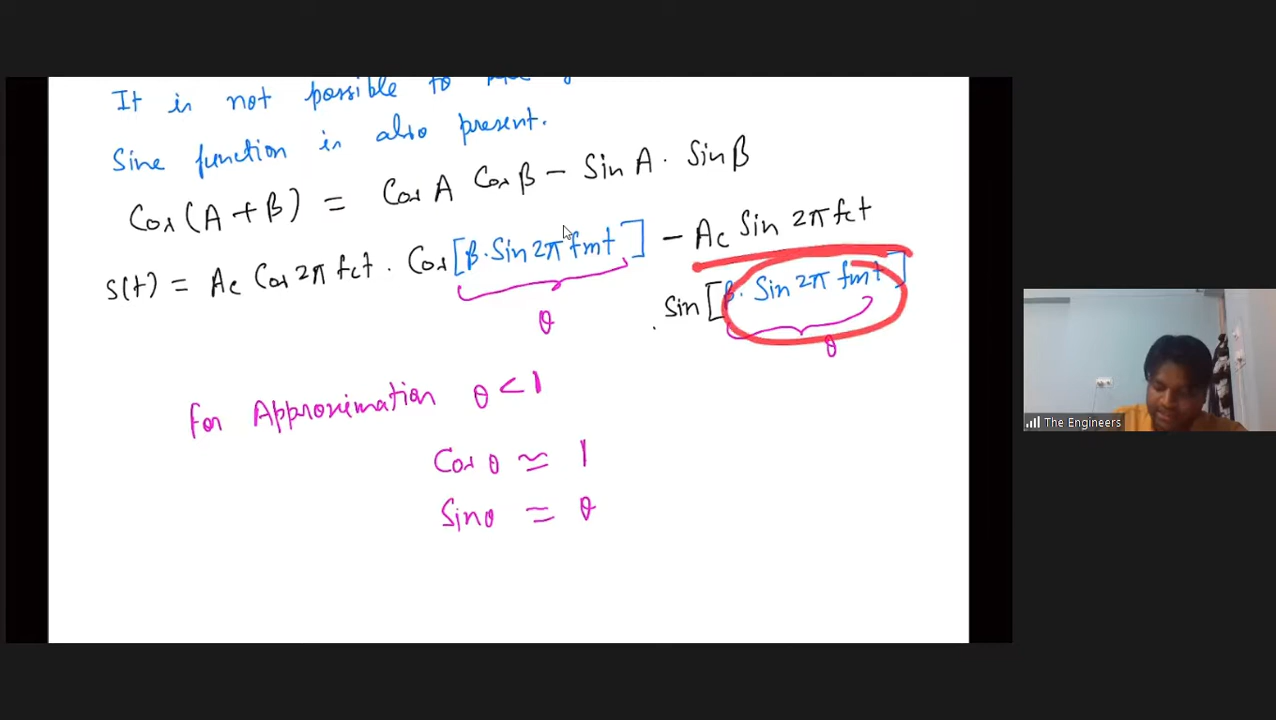 It is not possible to
Sine function is also present.
Cos(A+B) = Cos A Cos B - Sin A · Sin B
s(t) = Ac Cos 2π fct · Cos [β · Sin 2π fmt] - Ac Sin 2π fct
· Sin [β · Sin 2π fmt]
θ
θ
For Approximation θ < 1
Cos θ ≃ 1
Sin θ ≃ θ
The Engineers